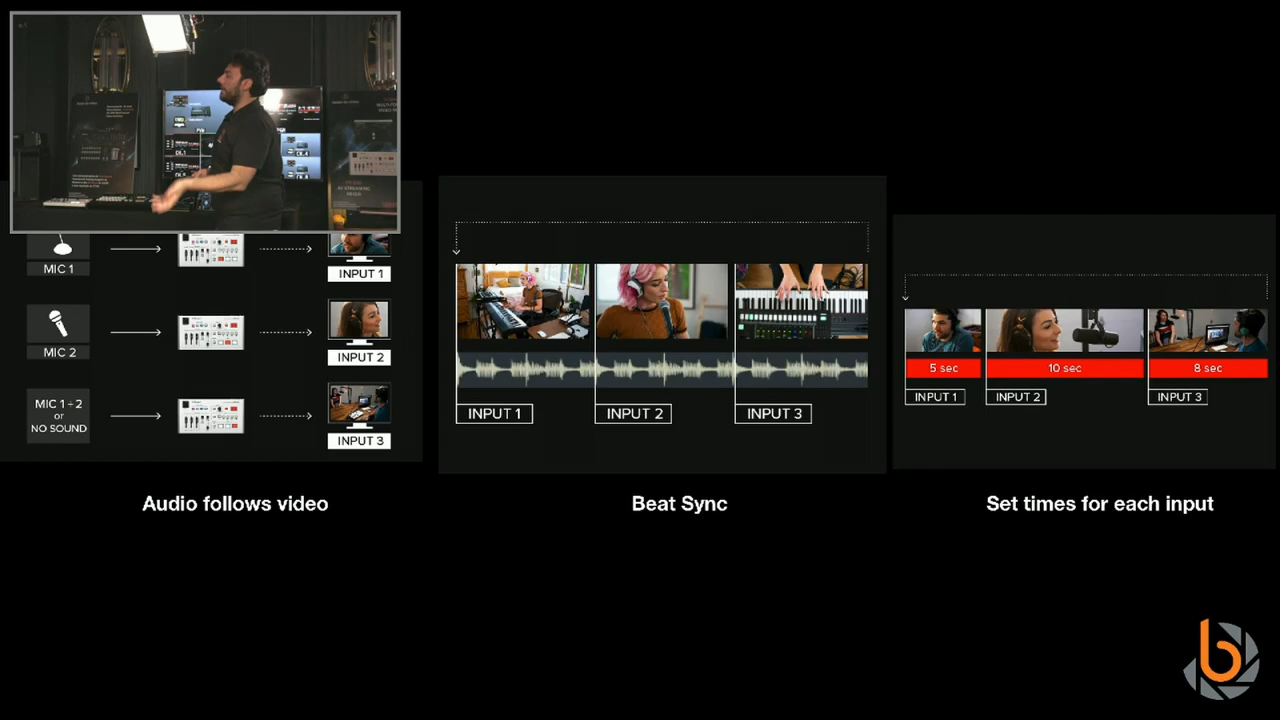 MIC 1
INPUT 1
MIC 2
INPUT 2
MIC 1÷2
or
NO SOUND
INPUT 3
Audio follows video
INPUT 1
INPUT 2
INPUT 3
Beat Sync
5 sec
10 sec
8 sec
INPUT 1
INPUT 2
INPUT 3
Set times for each input
b